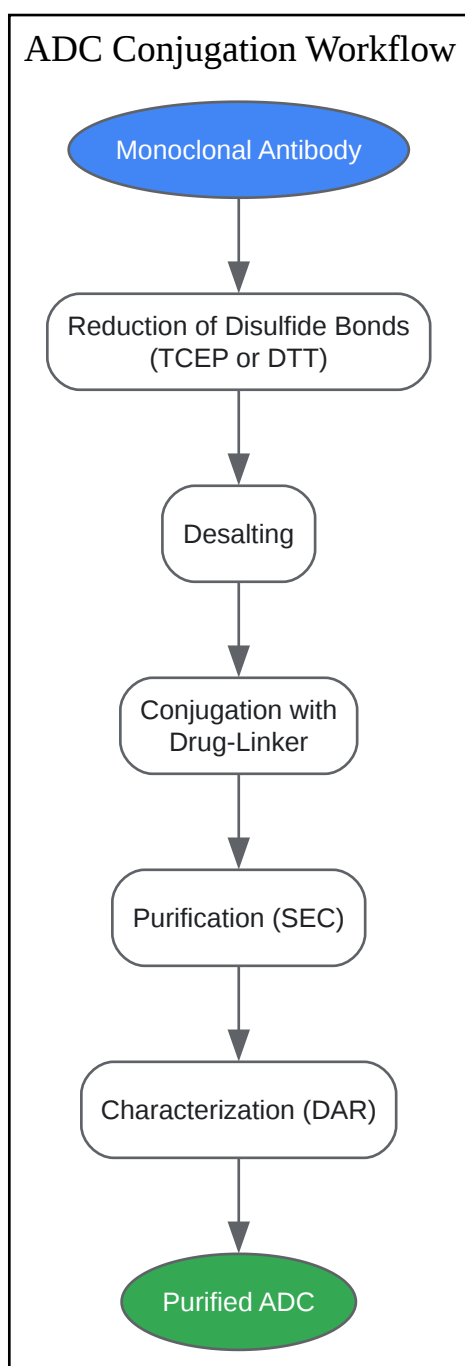 ADC Conjugation Workflow
Monoclonal Antibody
Reduction of Disulfide Bonds
(TCEP or DTT)
Desalting
Conjugation with
Drug-Linker
Purification (SEC)
Characterization (DAR)
Purified ADC